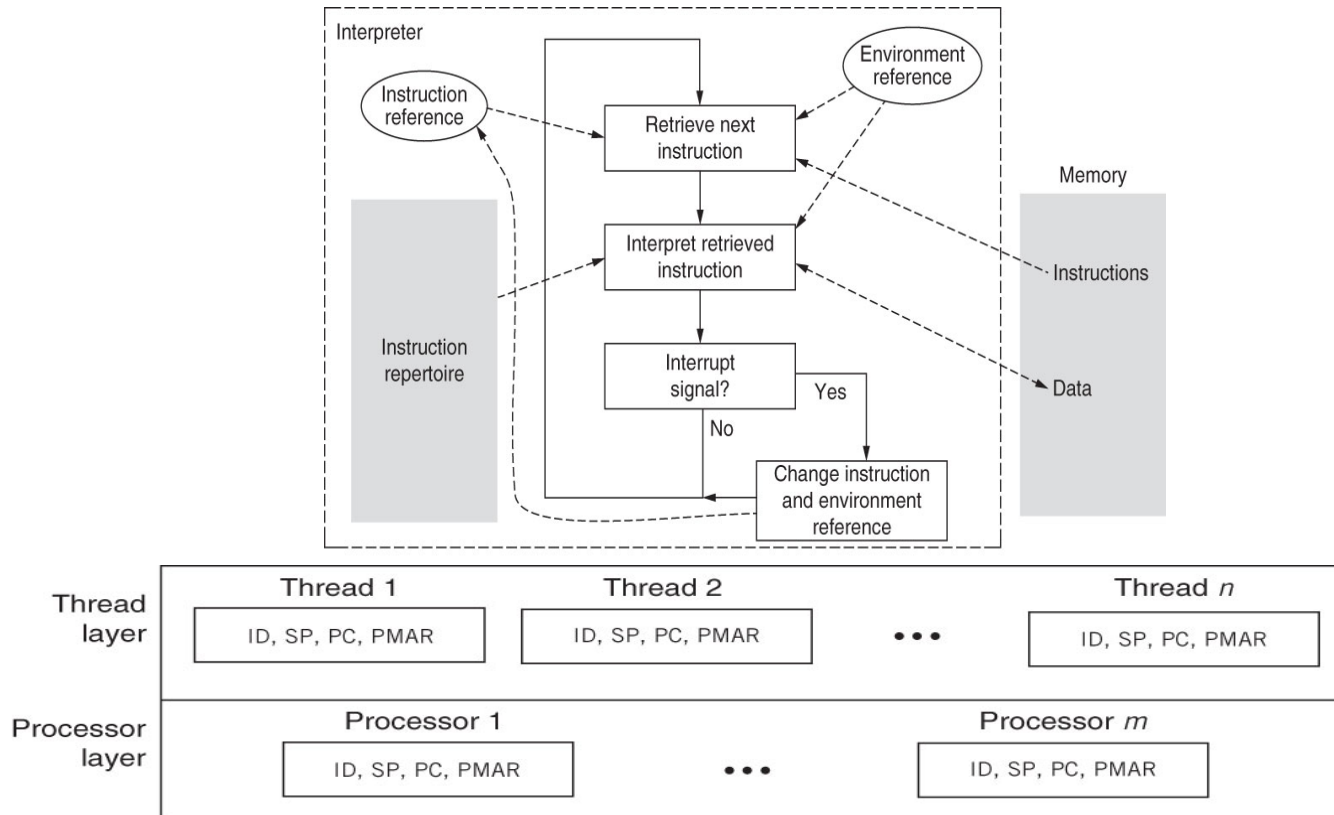 Interpreter
Environment
reference
Instruction
reference
Retrieve next
instruction
Memory
Interpret retrieved
instruction
Instructions
Instruction
repertoire
Interrupt
signal?
Yes
Data
No
Change instruction
and environment
reference
Thread
layer
Thread 1
Thread 2
Thread n
ID, SP, PC, PMAR
ID, SP, PC, PMAR
•••
ID, SP, PC, PMAR
Processor
layer
Processor 1
Processor m
ID, SP, PC, PMAR
•••
ID, SP, PC, PMAR